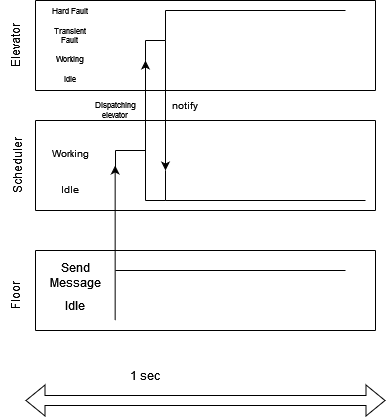 Elevator
Hard Fault
Transient
Fault
Working
Idle
Dispatching
elevator
notify
Scheduler
Working
Idle
Floor
Send
Message
Idle
1 sec